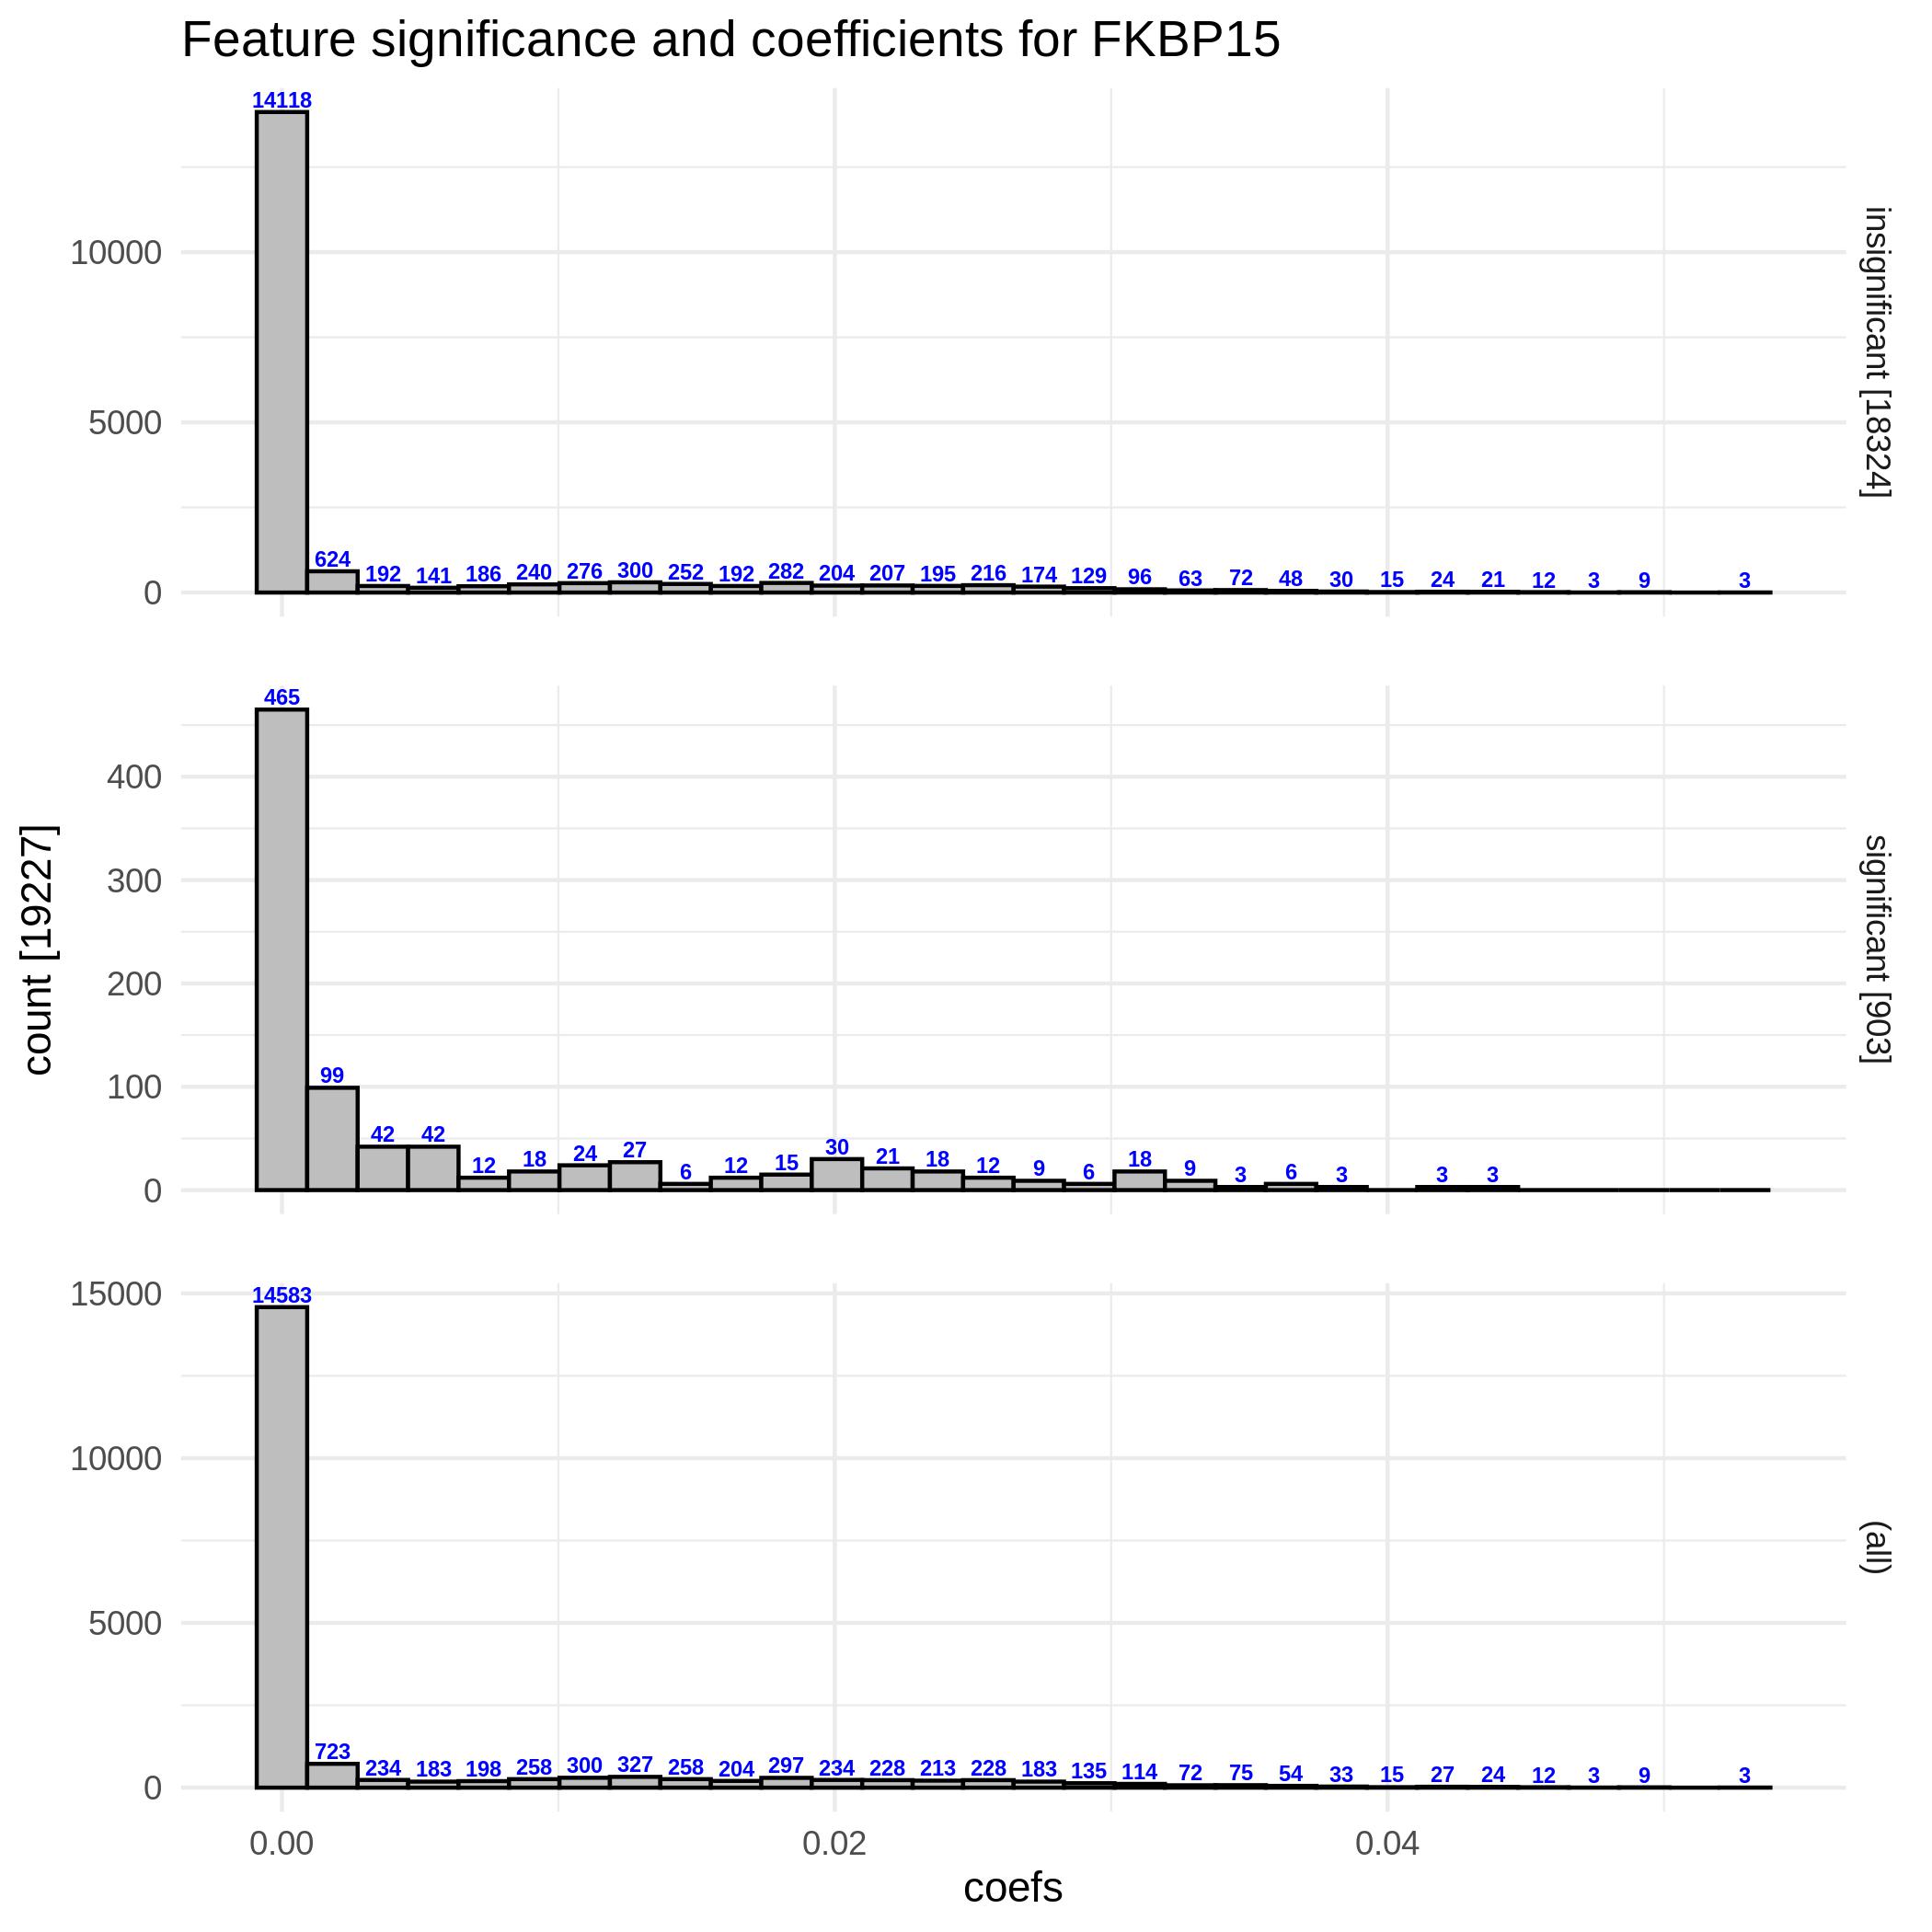 Feature significance and coefficients for FKBP15
14118
624 192 141 186 240 276 300 252 192 282 204 207 195 216 174 129 96 63 72 48 30 15 24 21 12 3 9 3
10000
5000
0
insignificant [18324]
465
99 42 42 12 18 24 27 6 12 15 30 21 18 12 9 6 18 9 3 6 3 3 3
400
300
200
100
0
significant [903]
count [19227]
14583
723 234 183 198 258 300 327 258 204 297 234 228 213 228 183 135 114 72 75 54 33 15 27 24 12 3 9 3
15000
10000
5000
0
(all)
0.00 0.02 0.04
coefs